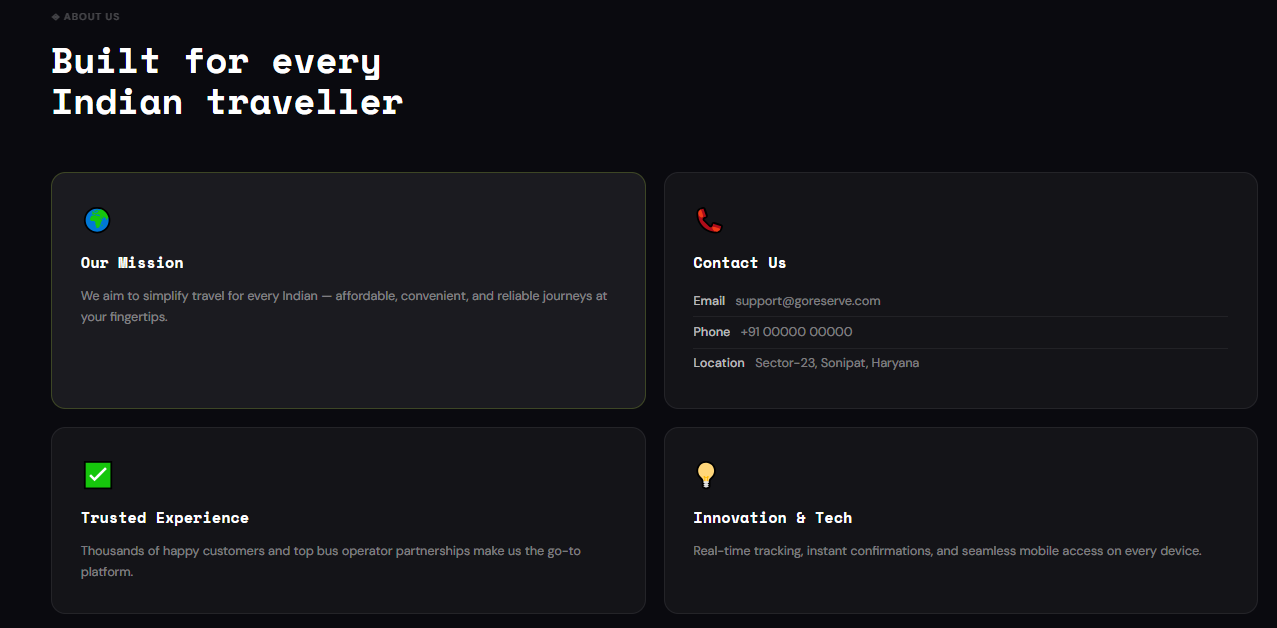 ◆ ABOUT US
Built for every
Indian traveller
Our Mission
We aim to simplify travel for every Indian — affordable, convenient, and reliable journeys at
your fingertips.
Contact Us
Email support@goreserve.com
Phone +91 00000 00000
Location Sector-23, Sonipat, Haryana
Trusted Experience
Thousands of happy customers and top bus operator partnerships make us the go-to
platform.
Innovation & Tech
Real-time tracking, instant confirmations, and seamless mobile access on every device.